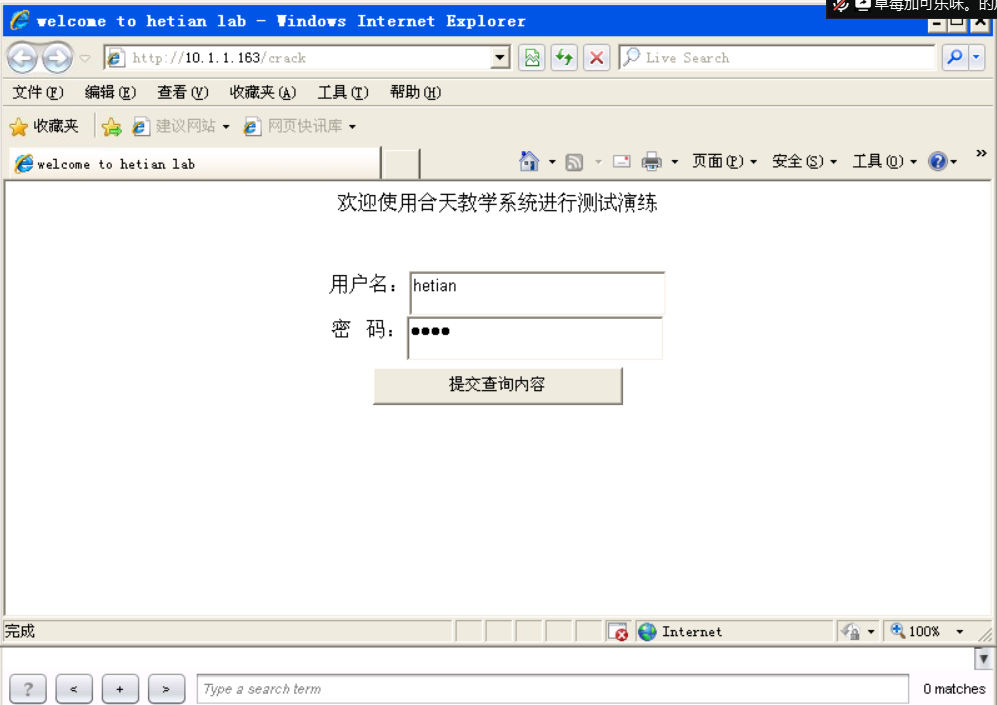 welcome to hetian lab - Windows Internet Explorer
草莓加可乐味。的
http://10.1.1.163/crack
Live Search
文件(F) 编辑(E) 查看(V) 收藏夹(A) 工具(T) 帮助(H)
收藏夹 建议网站 网页快讯库
welcome to hetian lab
页面(P) 安全(S) 工具(O) »
欢迎使用合天教学系统进行测试演练
用户名: hetian
密 码: ●●●●
提交查询内容
完成 Internet 100%
? < + > Type a search term 0 matches